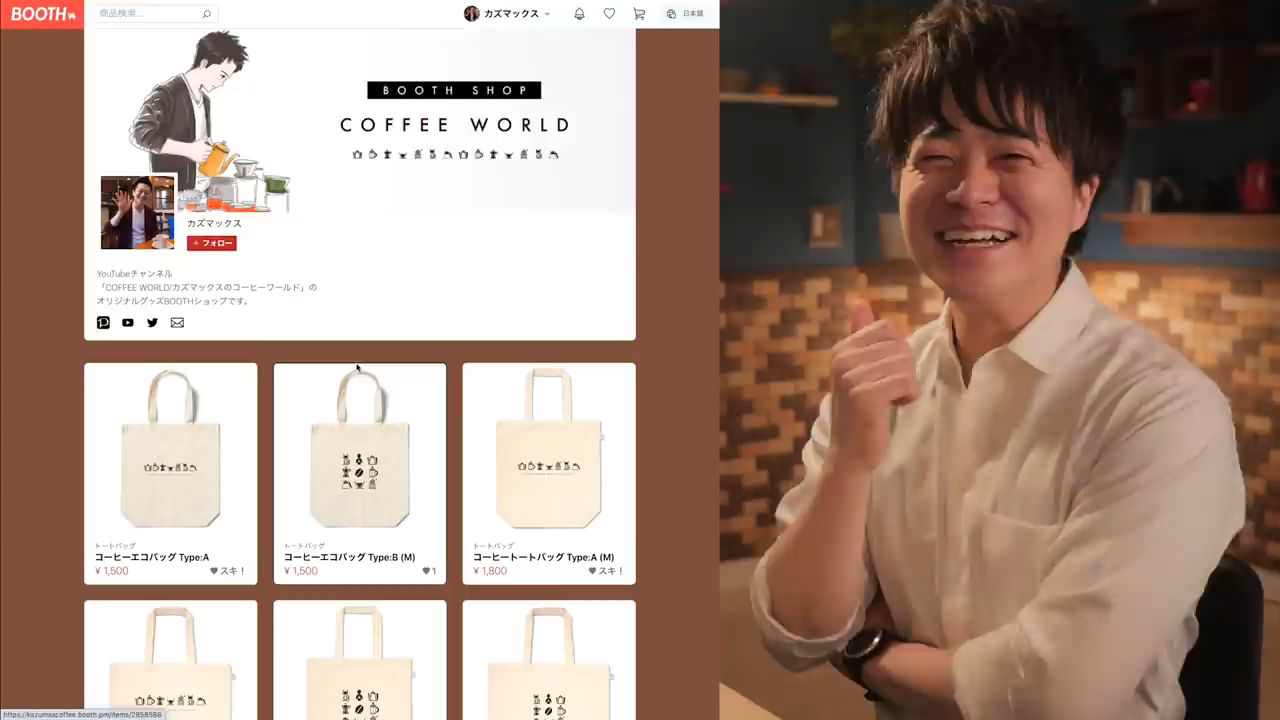 BOOTH
商品検索...
カズマックス
日本語
BOOTH SHOP
COFFEE WORLD
カズマックス
+ フォロー
YouTubeチャンネル
「COFFEE WORLD/カズマックスのコーヒーワールド」の
オリジナルグッズBOOTHショップです。
トートバッグ
コーヒーエコバッグ Type:A
¥ 1,500
スキ！
トートバッグ
コーヒーエコバッグ Type:B (M)
¥ 1,500
1
トートバッグ
コーヒートートバッグ Type:A (M)
¥ 1,800
スキ！
https://kazumaxcoffee.booth.pm/items/2858586